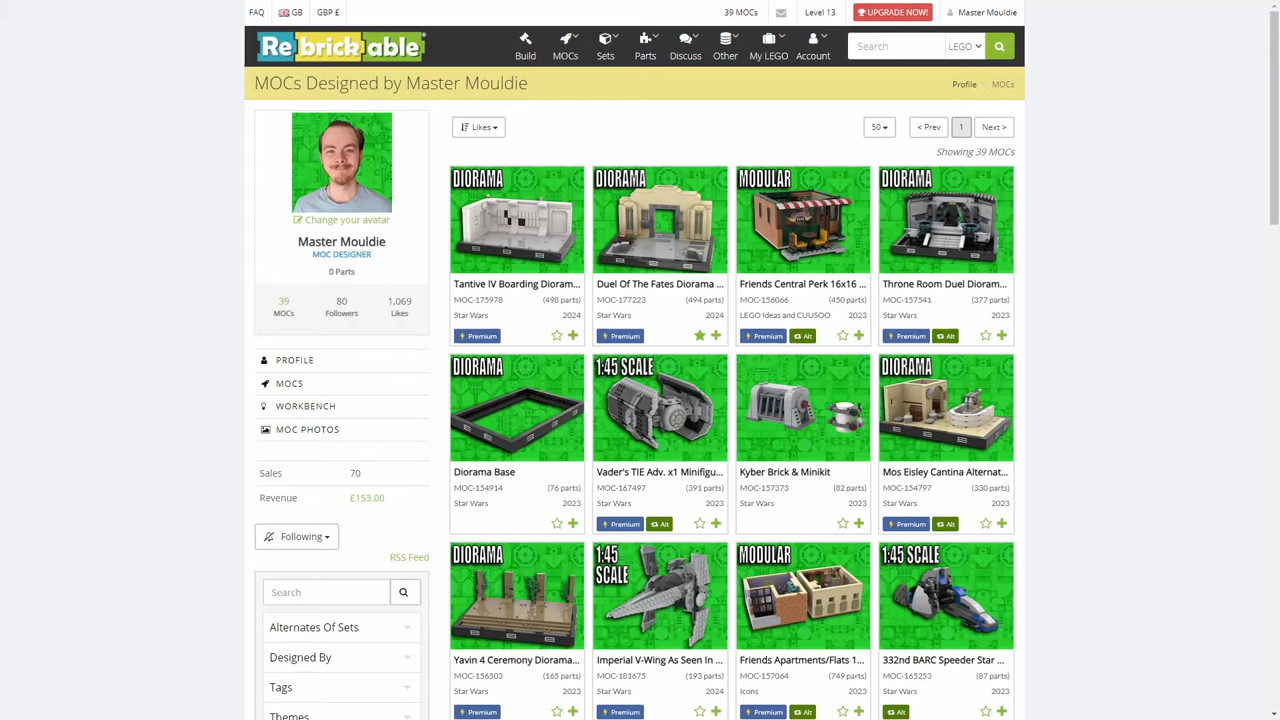 FAQ GB GBP £ 39 MOCs Level 13 UPGRADE NOW! Master Mouldie
Rebrickable Build MOCs Sets Parts Discuss Other My LEGO Account Search LEGO
MOCs Designed by Master Mouldie Profile MOCs
Likes 50 < Prev 1 Next >
Showing 39 MOCs
Change your avatar
Master Mouldie
MOC DESIGNER
0 Parts
39 80 1,069
MOCs Followers Likes
PROFILE
MOCS
WORKBENCH
MOC PHOTOS
Sales 70
Revenue £153.00
Following
RSS Feed
Search
Alternates Of Sets
Designed By
Tags
Themes
DIORAMA DIORAMA MODULAR DIORAMA
Tantive IV Boarding Dioram... Duel Of The Fates Diorama ... Friends Central Perk 16x16 ... Throne Room Duel Dioram...
MOC-175978 (498 parts) MOC-177223 (494 parts) MOC-156066 (450 parts) MOC-157541 (377 parts)
Star Wars 2024 Star Wars 2024 LEGO Ideas and CUUSOO 2023 Star Wars 2023
Premium Premium Premium Alt Premium Alt
DIORAMA 1:45 SCALE DIORAMA
Diorama Base Vader's TIE Adv. x1 Minifigu... Kyber Brick & Minikit Mos Eisley Cantina Alternat...
MOC-154914 (76 parts) MOC-167497 (391 parts) MOC-157373 (82 parts) MOC-154797 (330 parts)
Star Wars 2023 Star Wars 2023 Star Wars 2023 Star Wars 2023
Premium Alt Premium Alt
DIORAMA 1:45 SCALE MODULAR 1:45 SCALE
Yavin 4 Ceremony Diorama... Imperial V-Wing As Seen In ... Friends Apartments/Flats 1... 332nd BARC Speeder Star ...
MOC-156503 (165 parts) MOC-181675 (193 parts) MOC-157064 (749 parts) MOC-165253 (87 parts)
Star Wars 2023 Star Wars 2024 Icons 2023 Star Wars 2023
Premium Premium Premium Alt Alt